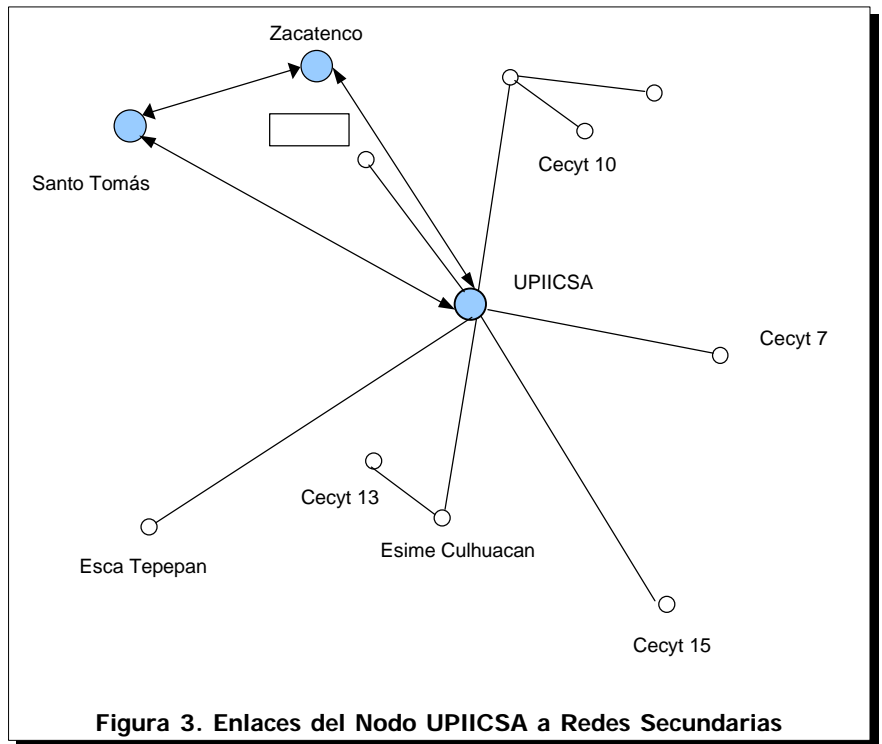 Zacatenco
Santo Tomás
Cecyt 10
UPIICSA
Cecyt 7
Cecyt 13
Esime Culhuacan
Esca Tepepan
Cecyt 15
Figura 3. Enlaces del Nodo UPIICSA a Redes Secundarias